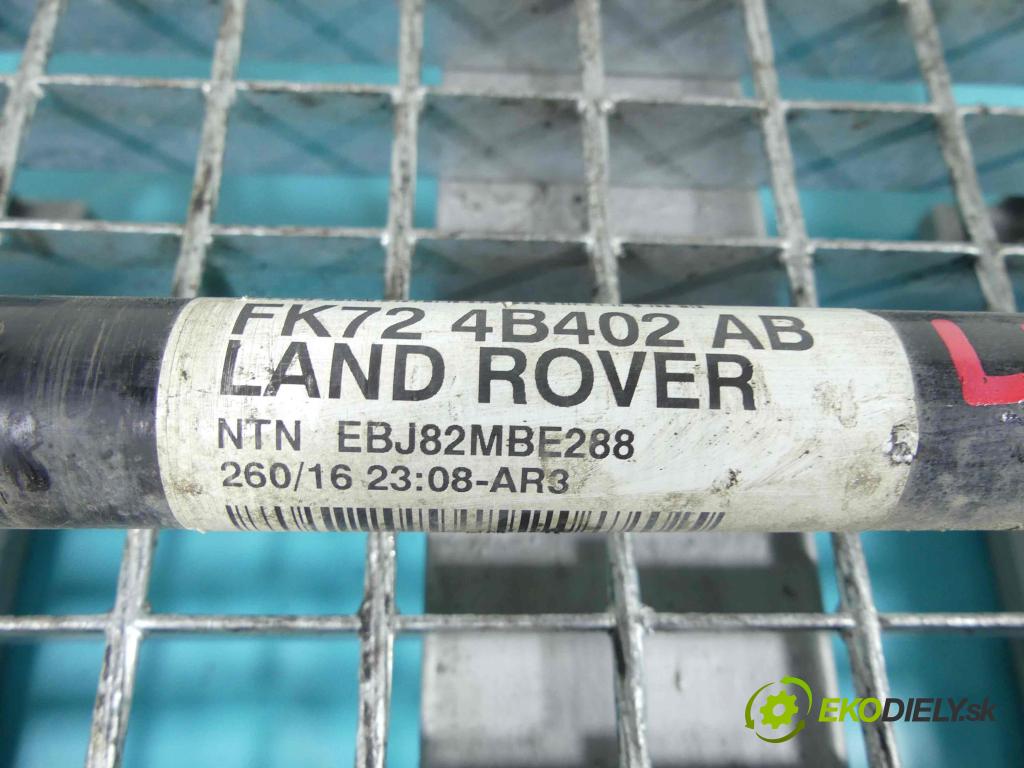 FK72 4B402 AB
LAND ROVER
NTN EBJ82MBE288
260/16 23:08-AR3
EKODIELY.sk